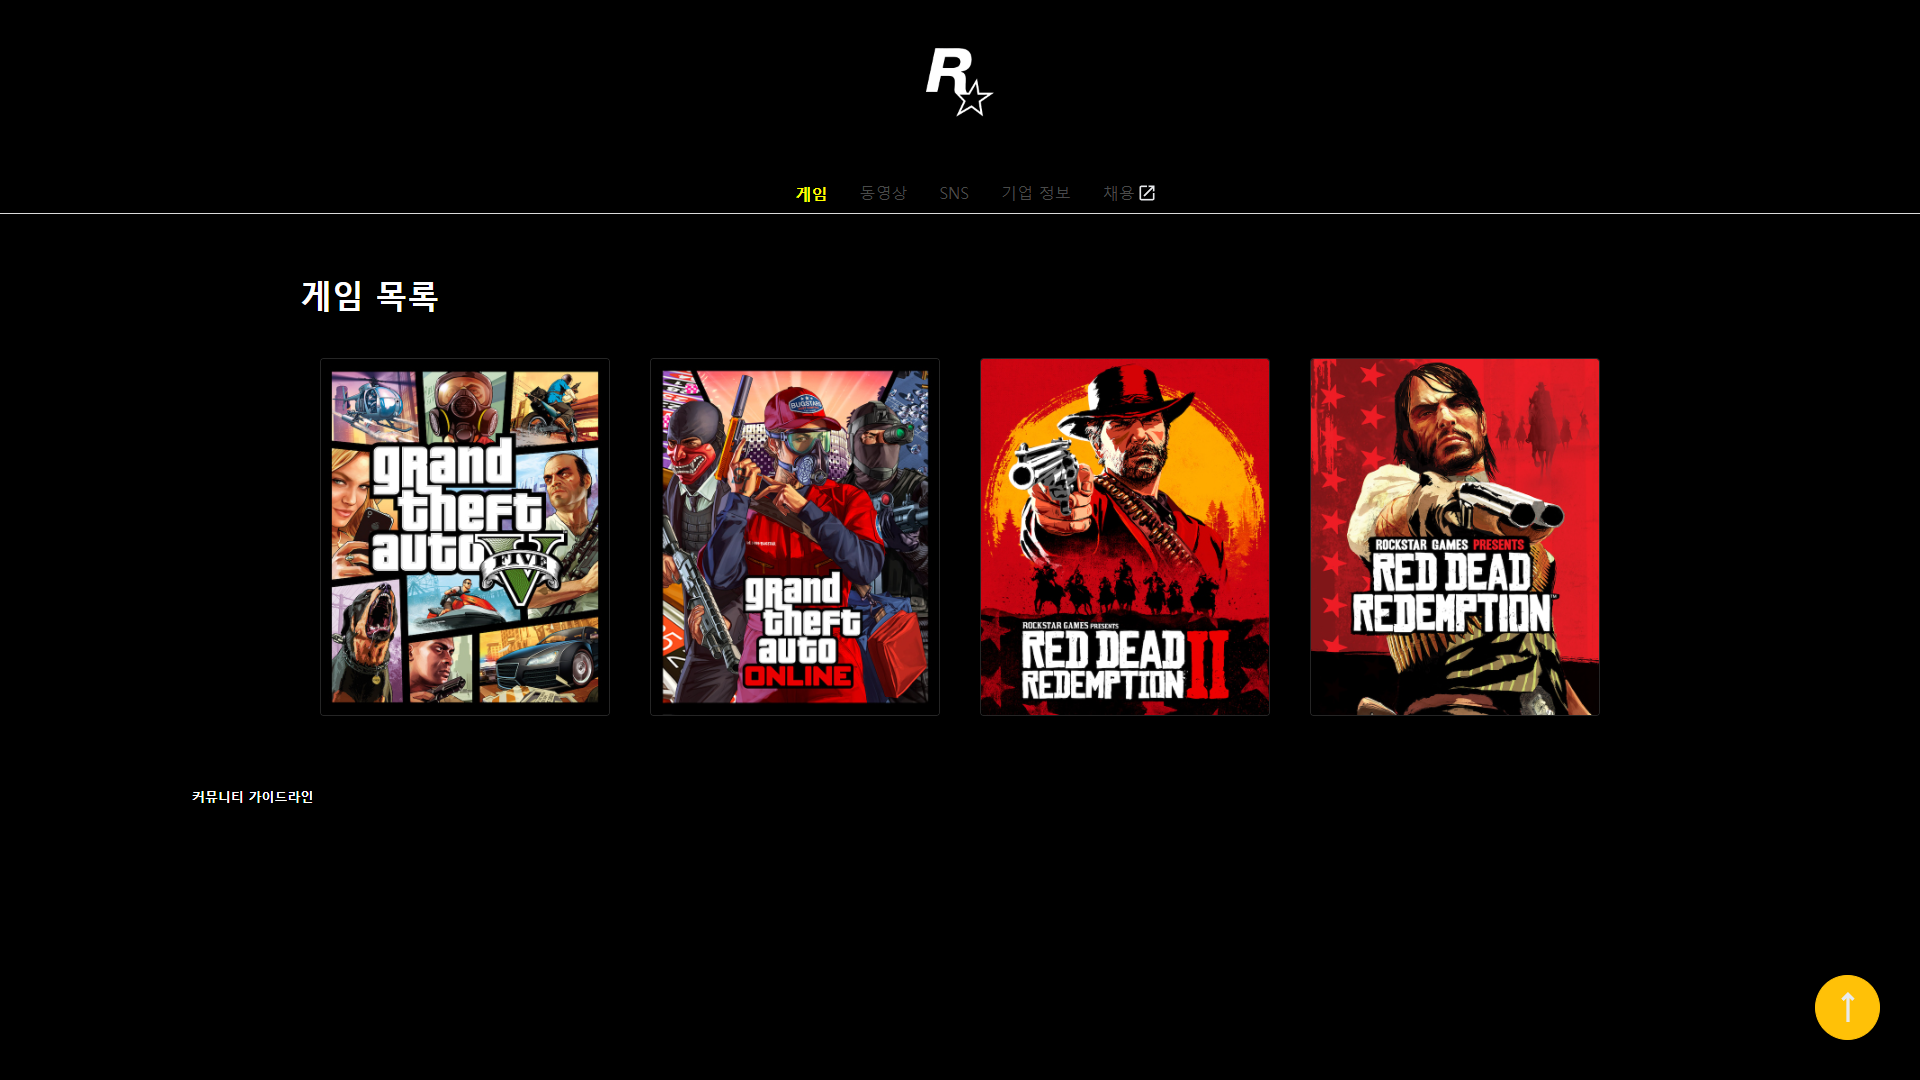 R
게임 동영상 SNS 기업 정보 채용
게임 목록
grand
theft
auto
FIVE
BUGSTARS
grand
theft
auto
ONLINE
ROCKSTAR GAMES PRESENTS
RED DEAD
REDEMPTION II
ROCKSTAR GAMES PRESENTS
RED DEAD
REDEMPTION
커뮤니티 가이드라인